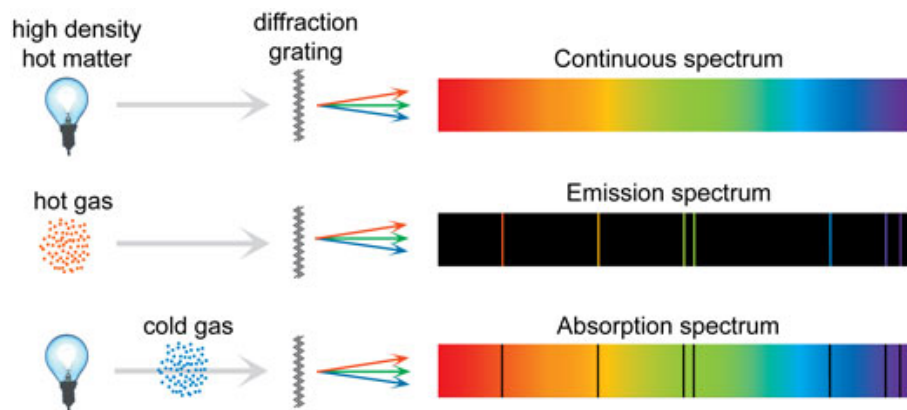 high density
hot matter
diffraction
grating
Continuous spectrum
hot gas
Emission spectrum
cold gas
Absorption spectrum